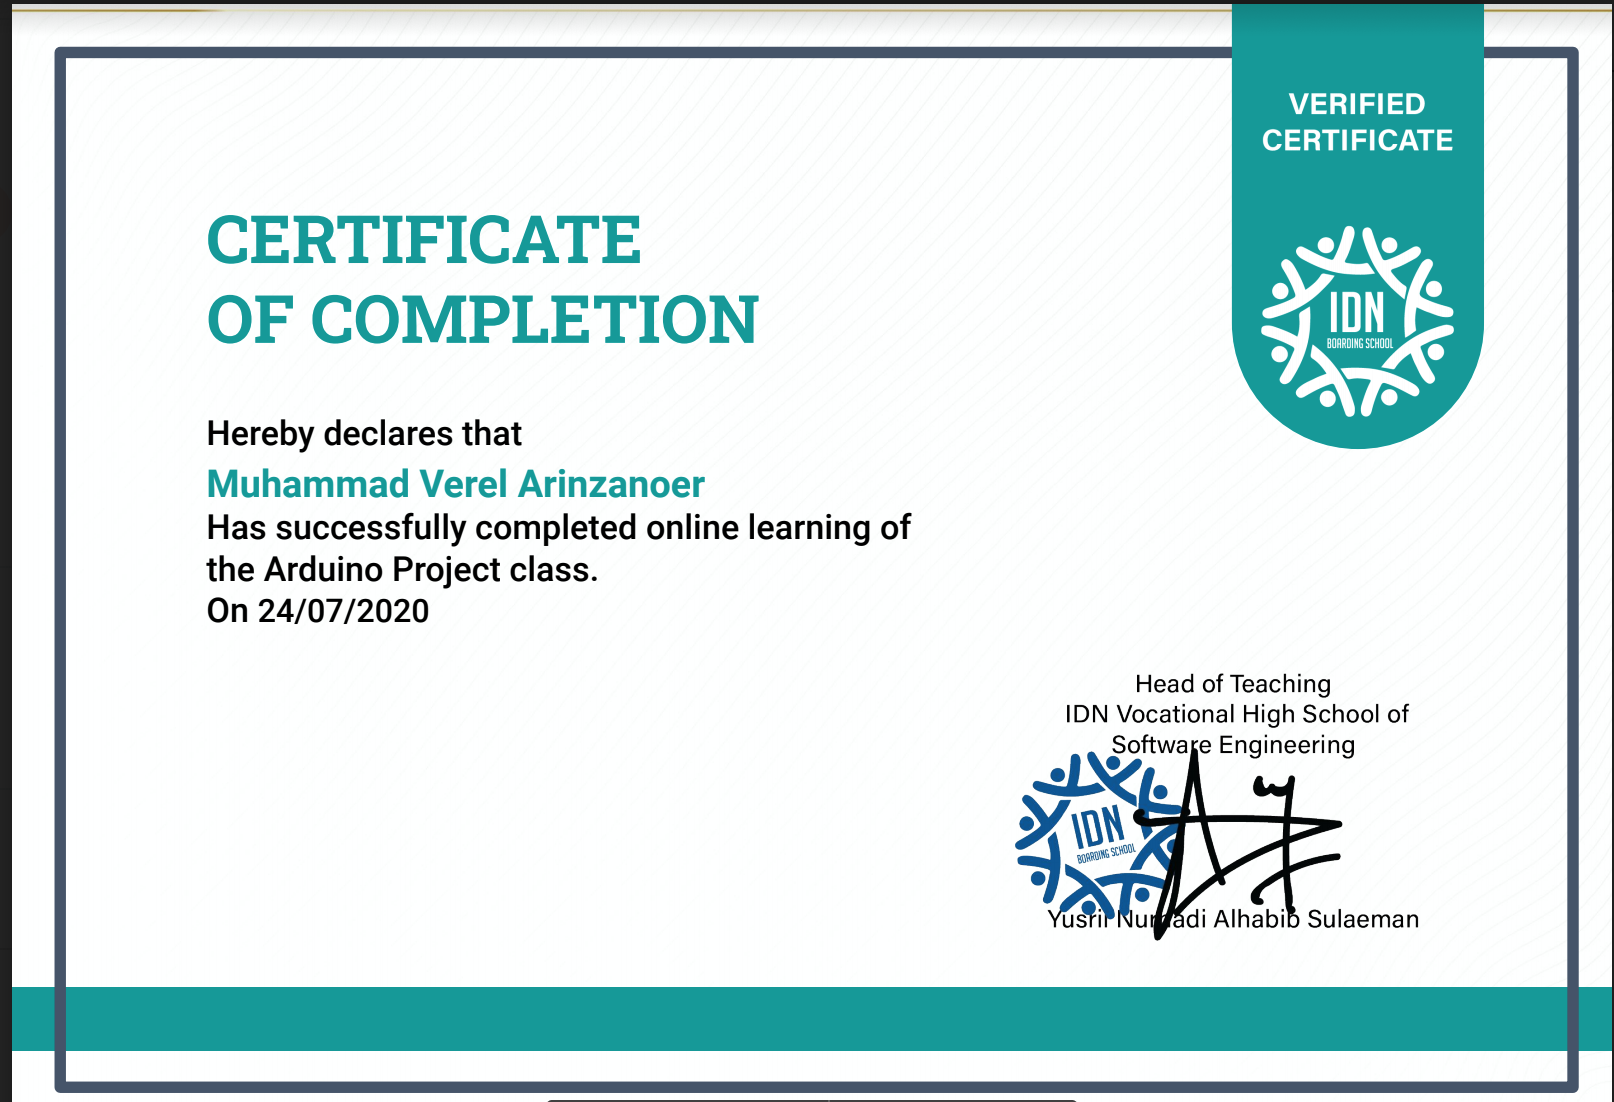 VERIFIED
CERTIFICATE
IDN
BOARDING SCHOOL
CERTIFICATE
OF COMPLETION
Hereby declares that
Muhammad Verel Arinzanoer
Has successfully completed online learning of
the Arduino Project class.
On 24/07/2020
Head of Teaching
IDN Vocational High School of
Software Engineering
IDN
BOARDING SCHOOL
Yusril Alhabib Sulaeman